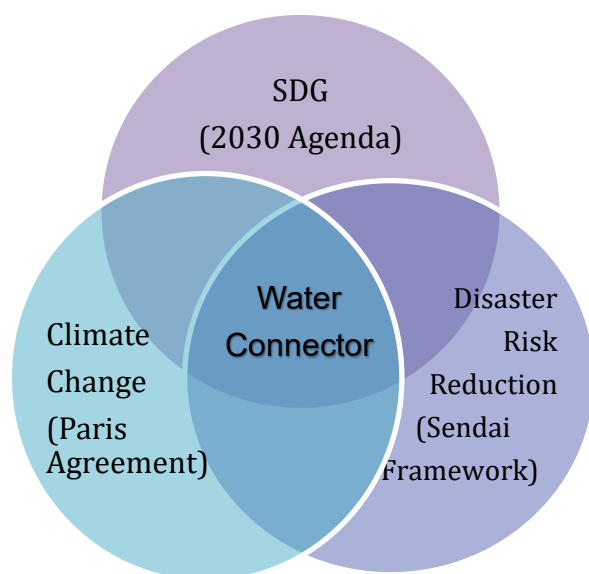 SDG
(2030 Agenda)
Water
Connector
Climate
Change
(Paris
Agreement)
Disaster
Risk
Reduction
(Sendai
Framework)